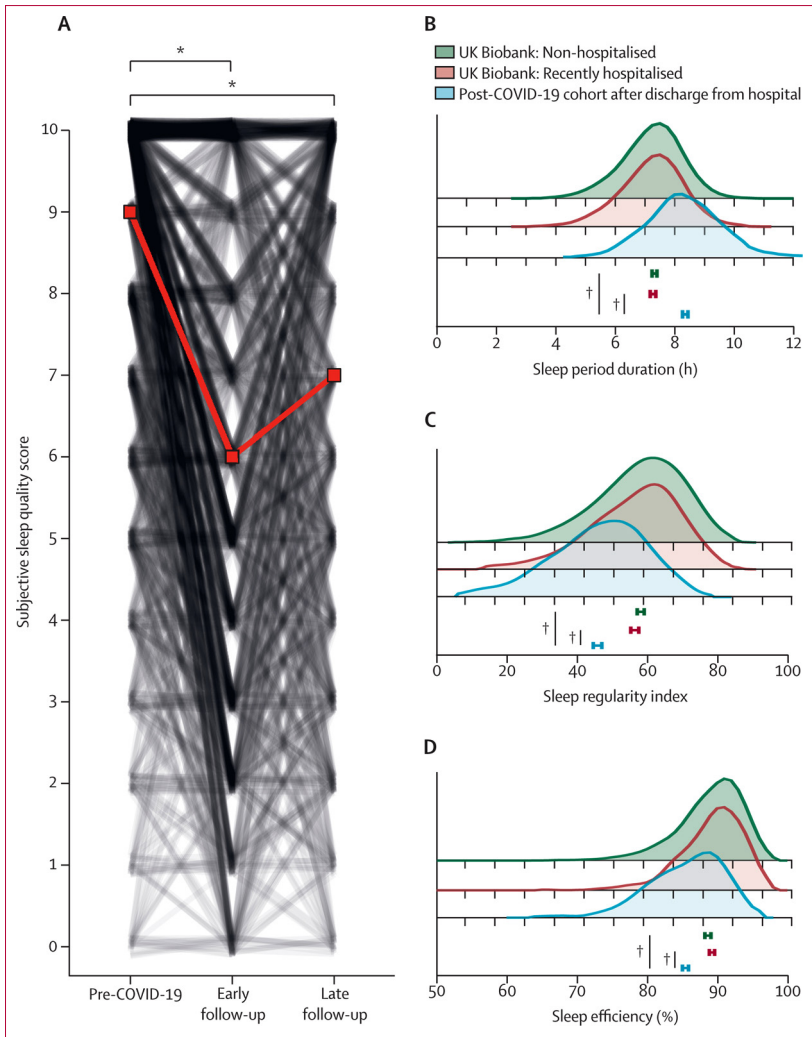 A
*
*
10
9
8
7
6
5
4
3
2
1
0
Subjective sleep quality score
Pre-COVID-19
Early
follow-up
Late
follow-up
B
UK Biobank: Non-hospitalised
UK Biobank: Recently hospitalised
Post-COVID-19 cohort after discharge from hospital
†
†
0 2 4 6 8 10 12
Sleep period duration (h)
C
†
†
0 20 40 60 80 100
Sleep regularity index
D
†
†
50 60 70 80 90 100
Sleep efficiency (%)